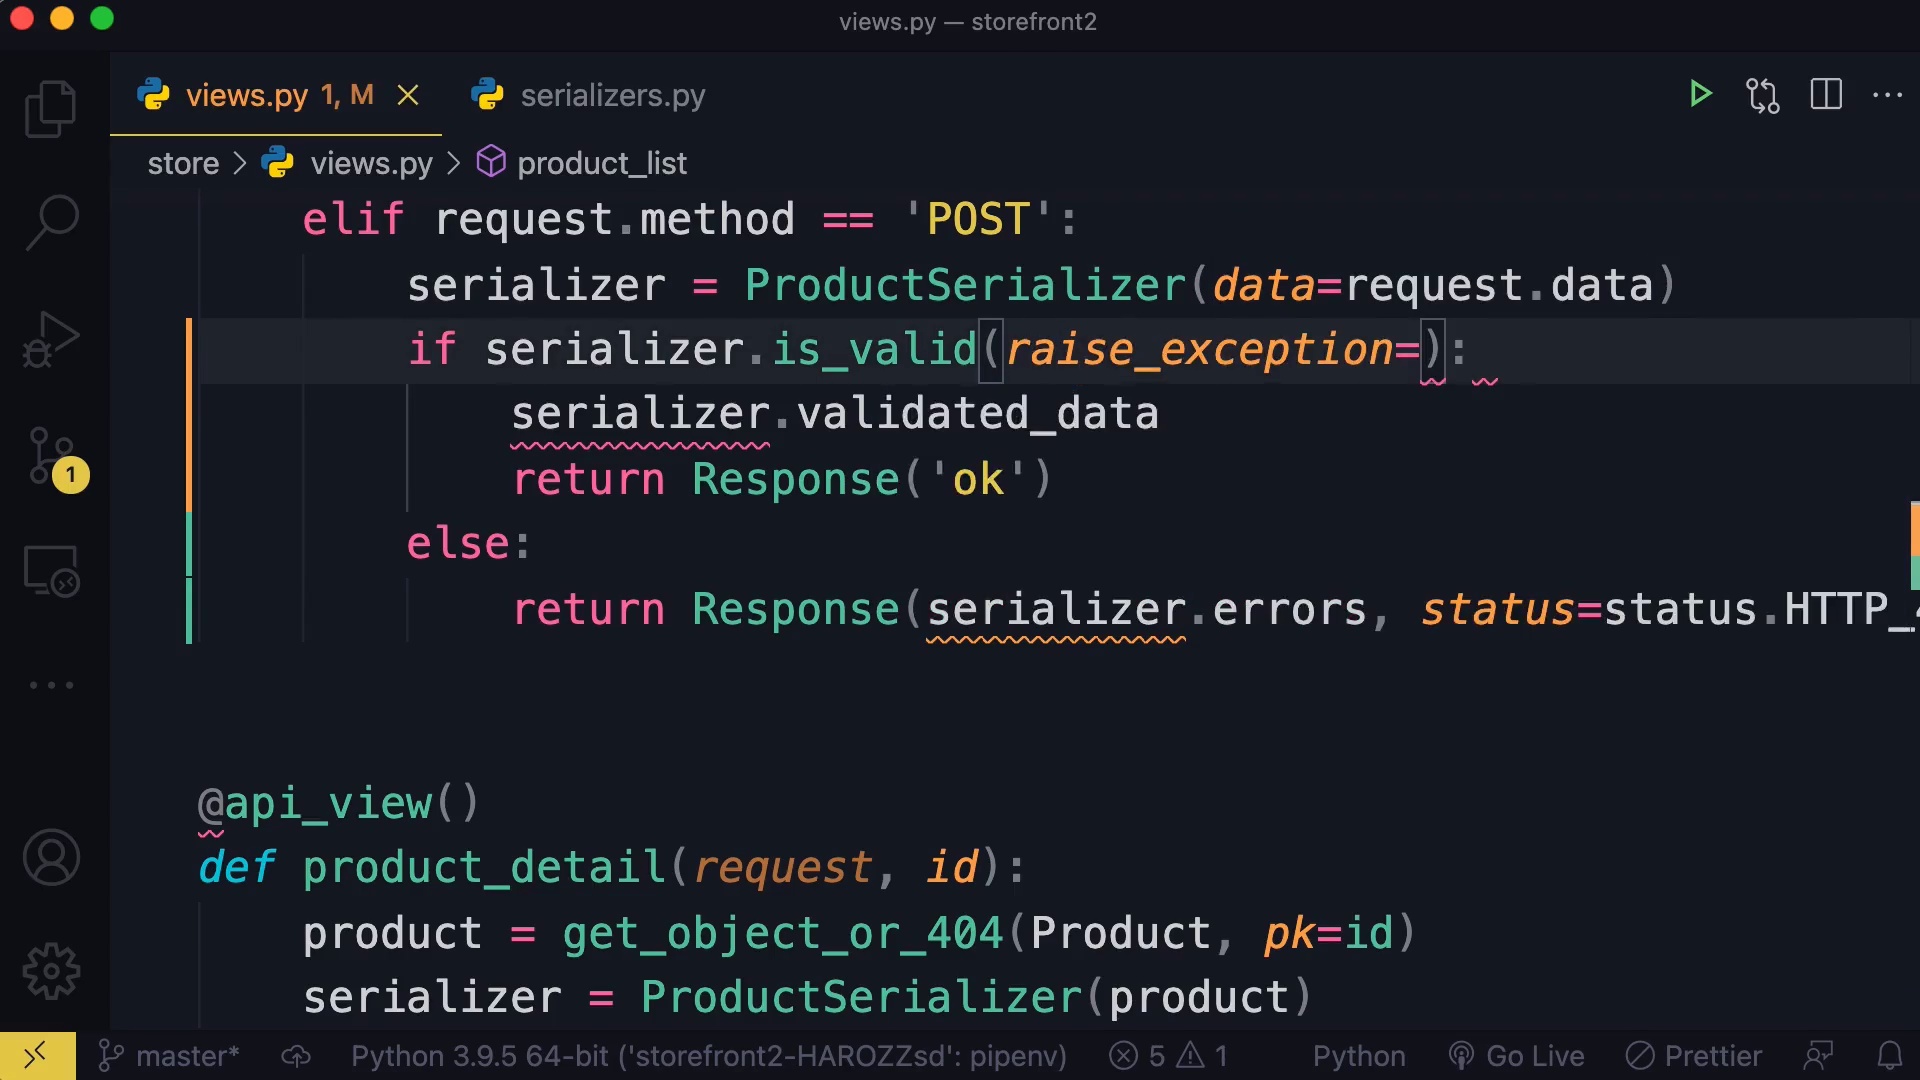 views.py — storefront2
views.py 1, M
serializers.py
store > views.py > product_list
elif request.method == 'POST':
serializer = ProductSerializer(data=request.data)
if serializer.is_valid(raise_exception=):
serializer.validated_data
return Response('ok')
else:
return Response(serializer.errors, status=status.HTTP_
1
@api_view()
def product_detail(request, id):
product = get_object_or_404(Product, pk=id)
serializer = ProductSerializer(product)
master* Python 3.9.5 64-bit ('storefront2-HAROZZsd': pipenv) 5 1 Python Go Live Prettier